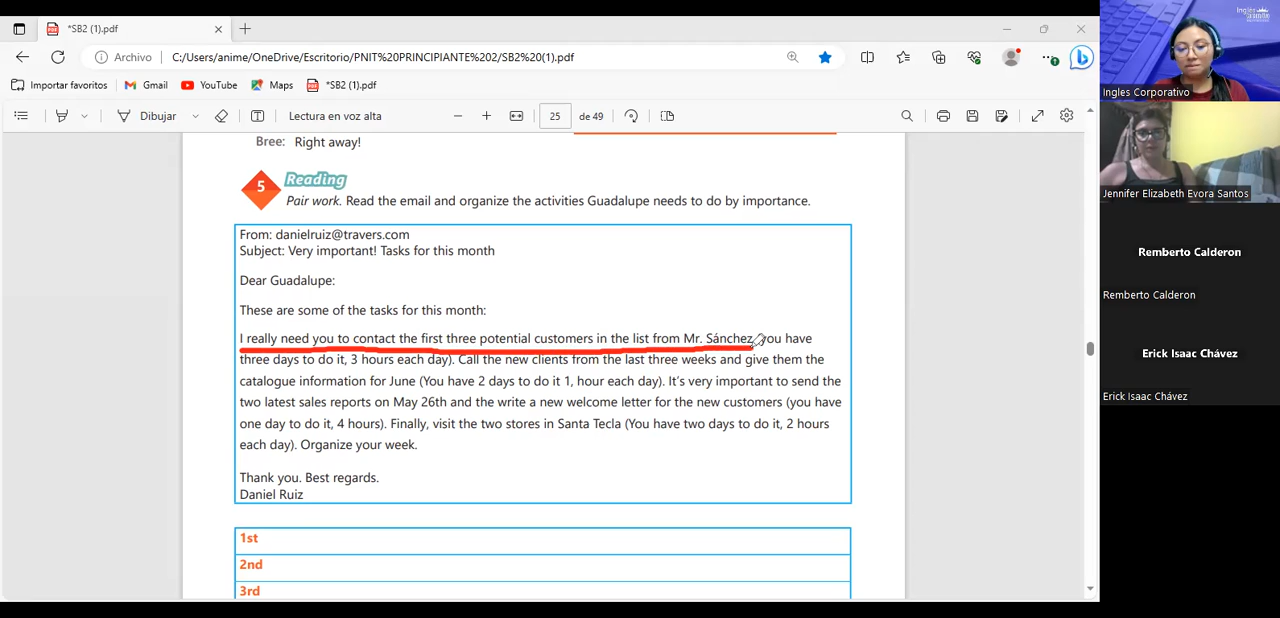 *SB2 (1).pdf
Archivo
C:/Users/anime/OneDrive/Escritorio/PNIT%20PRINCIPIANTE%202/SB2%20(1).pdf
Importar favoritos
Gmail
YouTube
Maps
*SB2 (1).pdf
Dibujar
Lectura en voz alta
25
de 49
Bree: Right away!
5
Reading
Pair work. Read the email and organize the activities Guadalupe needs to do by importance.
From: danielruiz@travers.com
Subject: Very important! Tasks for this month
Dear Guadalupe:
These are some of the tasks for this month:
I really need you to contact the first three potential customers in the list from Mr. Sánchez you have
three days to do it, 3 hours each day). Call the new clients from the last three weeks and give them the
catalogue information for June (You have 2 days to do it 1, hour each day). It's very important to send the
two latest sales reports on May 26th and the write a new welcome letter for the new customers (you have
one day to do it, 4 hours). Finally, visit the two stores in Santa Tecla (You have two days to do it, 2 hours
each day). Organize your week.
Thank you. Best regards.
Daniel Ruiz
1st
2nd
3rd
Ingles Corporativo
Jennifer Elizabeth Evora Santos
Remberto Calderon
Remberto Calderon
Erick Isaac Chávez
Erick Isaac Chávez